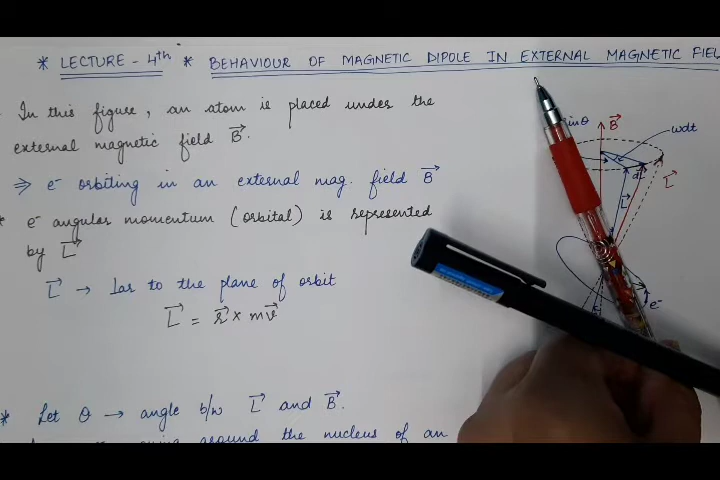 * LECTURE - 4th * BEHAVIOUR OF MAGNETIC DIPOLE IN EXTERNAL MAGNETIC FIEL
In this figure, an atom is placed under the
external magnetic field B⃗.
⇒ e⁻ orbiting in an external mag. field B⃗
* e⁻ angular momentum (orbital) is represented
by L⃗
L⃗ → Lar to the plane of orbit
L⃗ = r⃗ × mv⃗
* Let θ → angle b/w L⃗ and B⃗.
around the nucleus of an
sinθ
B⃗
ωdt
dL
L⃗
L⃗
e⁻